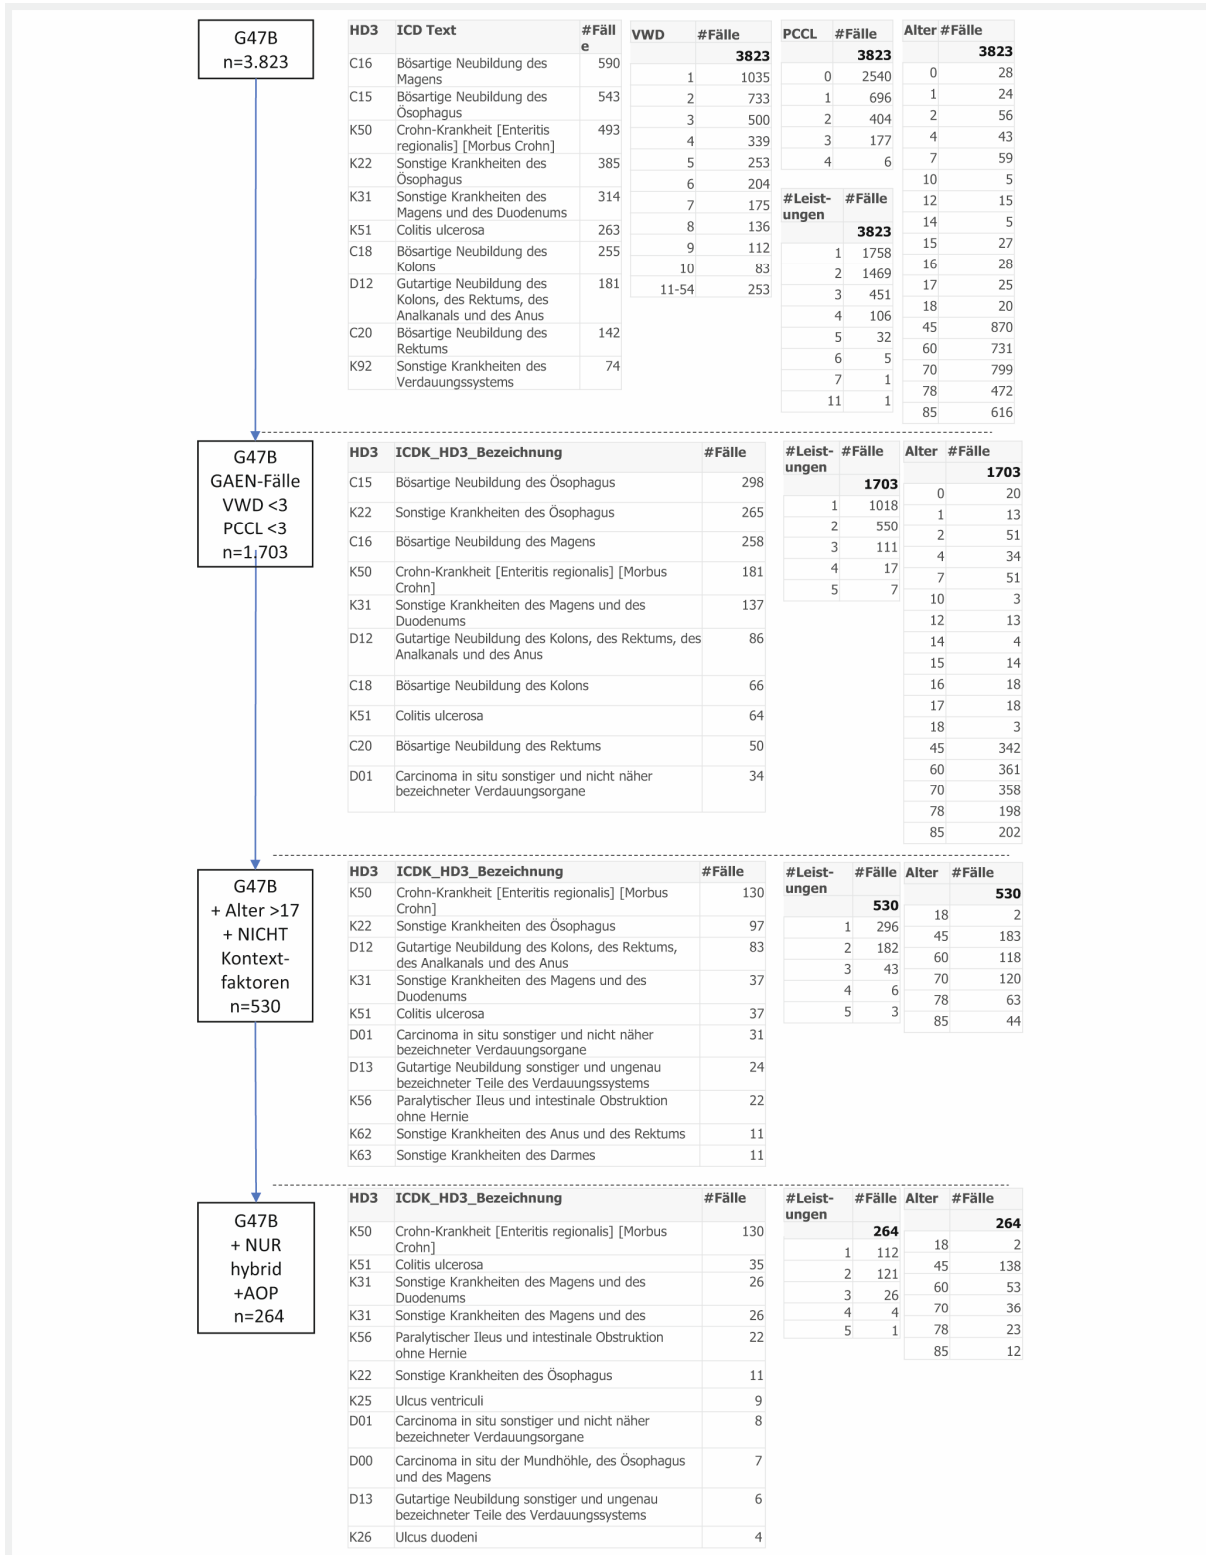 G47B
n=3.823
HD3 ICD Text #Fäll
e
C16 Bösartige Neubildung des 590
Magens
C15 Bösartige Neubildung des 543
Ösophagus
K50 Crohn-Krankheit [Enteritis 493
regionalis] [Morbus Crohn]
K22 Sonstige Krankheiten des 385
Ösophagus
K31 Sonstige Krankheiten des 314
Magens und des Duodenums
K51 Colitis ulcerosa 263
C18 Bösartige Neubildung des 255
Kolons
D12 Gutartige Neubildung des 181
Kolons, des Rektums, des
Analkanals und des Anus
C20 Bösartige Neubildung des 142
Rektums
K92 Sonstige Krankheiten des 74
Verdauungssystems
VWD #Fälle
3823
1 1035
2 733
3 500
4 339
5 253
6 204
7 175
8 136
9 112
10 83
11-54 253
PCCL #Fälle
3823
0 2540
1 696
2 404
3 177
4 6
#Leist- #Fälle
ungen
3823
1 1758
2 1469
3 451
4 106
5 32
6 5
7 1
11 1
Alter #Fälle
3823
0 28
1 24
2 56
4 43
7 59
10 5
12 15
14 5
15 27
16 28
17 25
18 20
45 870
60 731
70 799
78 472
85 616
G47B
GAEN-Fälle
VWD <3
PCCL <3
n=1.703
HD3 ICDK_HD3_Bezeichnung #Fälle
C15 Bösartige Neubildung des Ösophagus 298
K22 Sonstige Krankheiten des Ösophagus 265
C16 Bösartige Neubildung des Magens 258
K50 Crohn-Krankheit [Enteritis regionalis] [Morbus 181
Crohn]
K31 Sonstige Krankheiten des Magens und des 137
Duodenums
D12 Gutartige Neubildung des Kolons, des Rektums, des 86
Analkanals und des Anus
C18 Bösartige Neubildung des Kolons 66
K51 Colitis ulcerosa 64
C20 Bösartige Neubildung des Rektums 50
D01 Carcinoma in situ sonstiger und nicht näher 34
bezeichneter Verdauungsorgane
#Leist- #Fälle
ungen
1703
1 1018
2 550
3 111
4 17
5 7
Alter #Fälle
1703
0 20
1 13
2 51
4 34
7 51
10 3
12 13
14 4
15 14
16 18
17 18
18 3
45 342
60 361
70 358
78 198
85 202
G47B
+ Alter >17
+ NICHT
Kontext-
faktoren
n=530
HD3 ICDK_HD3_Bezeichnung #Fälle
K50 Crohn-Krankheit [Enteritis regionalis] [Morbus 130
Crohn]
K22 Sonstige Krankheiten des Ösophagus 97
D12 Gutartige Neubildung des Kolons, des Rektums, 83
des Analkanals und des Anus
K31 Sonstige Krankheiten des Magens und des 37
Duodenums
K51 Colitis ulcerosa 37
D01 Carcinoma in situ sonstiger und nicht näher 31
bezeichneter Verdauungsorgane
D13 Gutartige Neubildung sonstiger und ungenau 24
bezeichneter Teile des Verdauungssystems
K56 Paralytischer Ileus und intestinale Obstruktion 22
ohne Hernie
K62 Sonstige Krankheiten des Anus und des Rektums 11
K63 Sonstige Krankheiten des Darmes 11
#Leist- #Fälle
ungen
530
1 296
2 182
3 43
4 6
5 3
Alter #Fälle
530
18 2
45 183
60 118
70 120
78 63
85 44
G47B
+ NUR
hybrid
+AOP
n=264
HD3 ICDK_HD3_Bezeichnung #Fälle
K50 Crohn-Krankheit [Enteritis regionalis] [Morbus 130
Crohn]
K51 Colitis ulcerosa 35
K31 Sonstige Krankheiten des Magens und des 26
Duodenums
K31 Sonstige Krankheiten des Magens und des 26
K56 Paralytischer Ileus und intestinale Obstruktion 22
ohne Hernie
K22 Sonstige Krankheiten des Ösophagus 11
K25 Ulcus ventriculi 9
D01 Carcinoma in situ sonstiger und nicht näher 8
bezeichneter Verdauungsorgane
D00 Carcinoma in situ der Mundhöhle, des Ösophagus 7
und des Magens
D13 Gutartige Neubildung sonstiger und ungenau 6
bezeichneter Teile des Verdauungssystems
K26 Ulcus duodeni 4
#Leist- #Fälle
ungen
264
1 112
2 121
3 26
4 4
5 1
Alter #Fälle
264
18 2
45 138
60 53
70 36
78 23
85 12